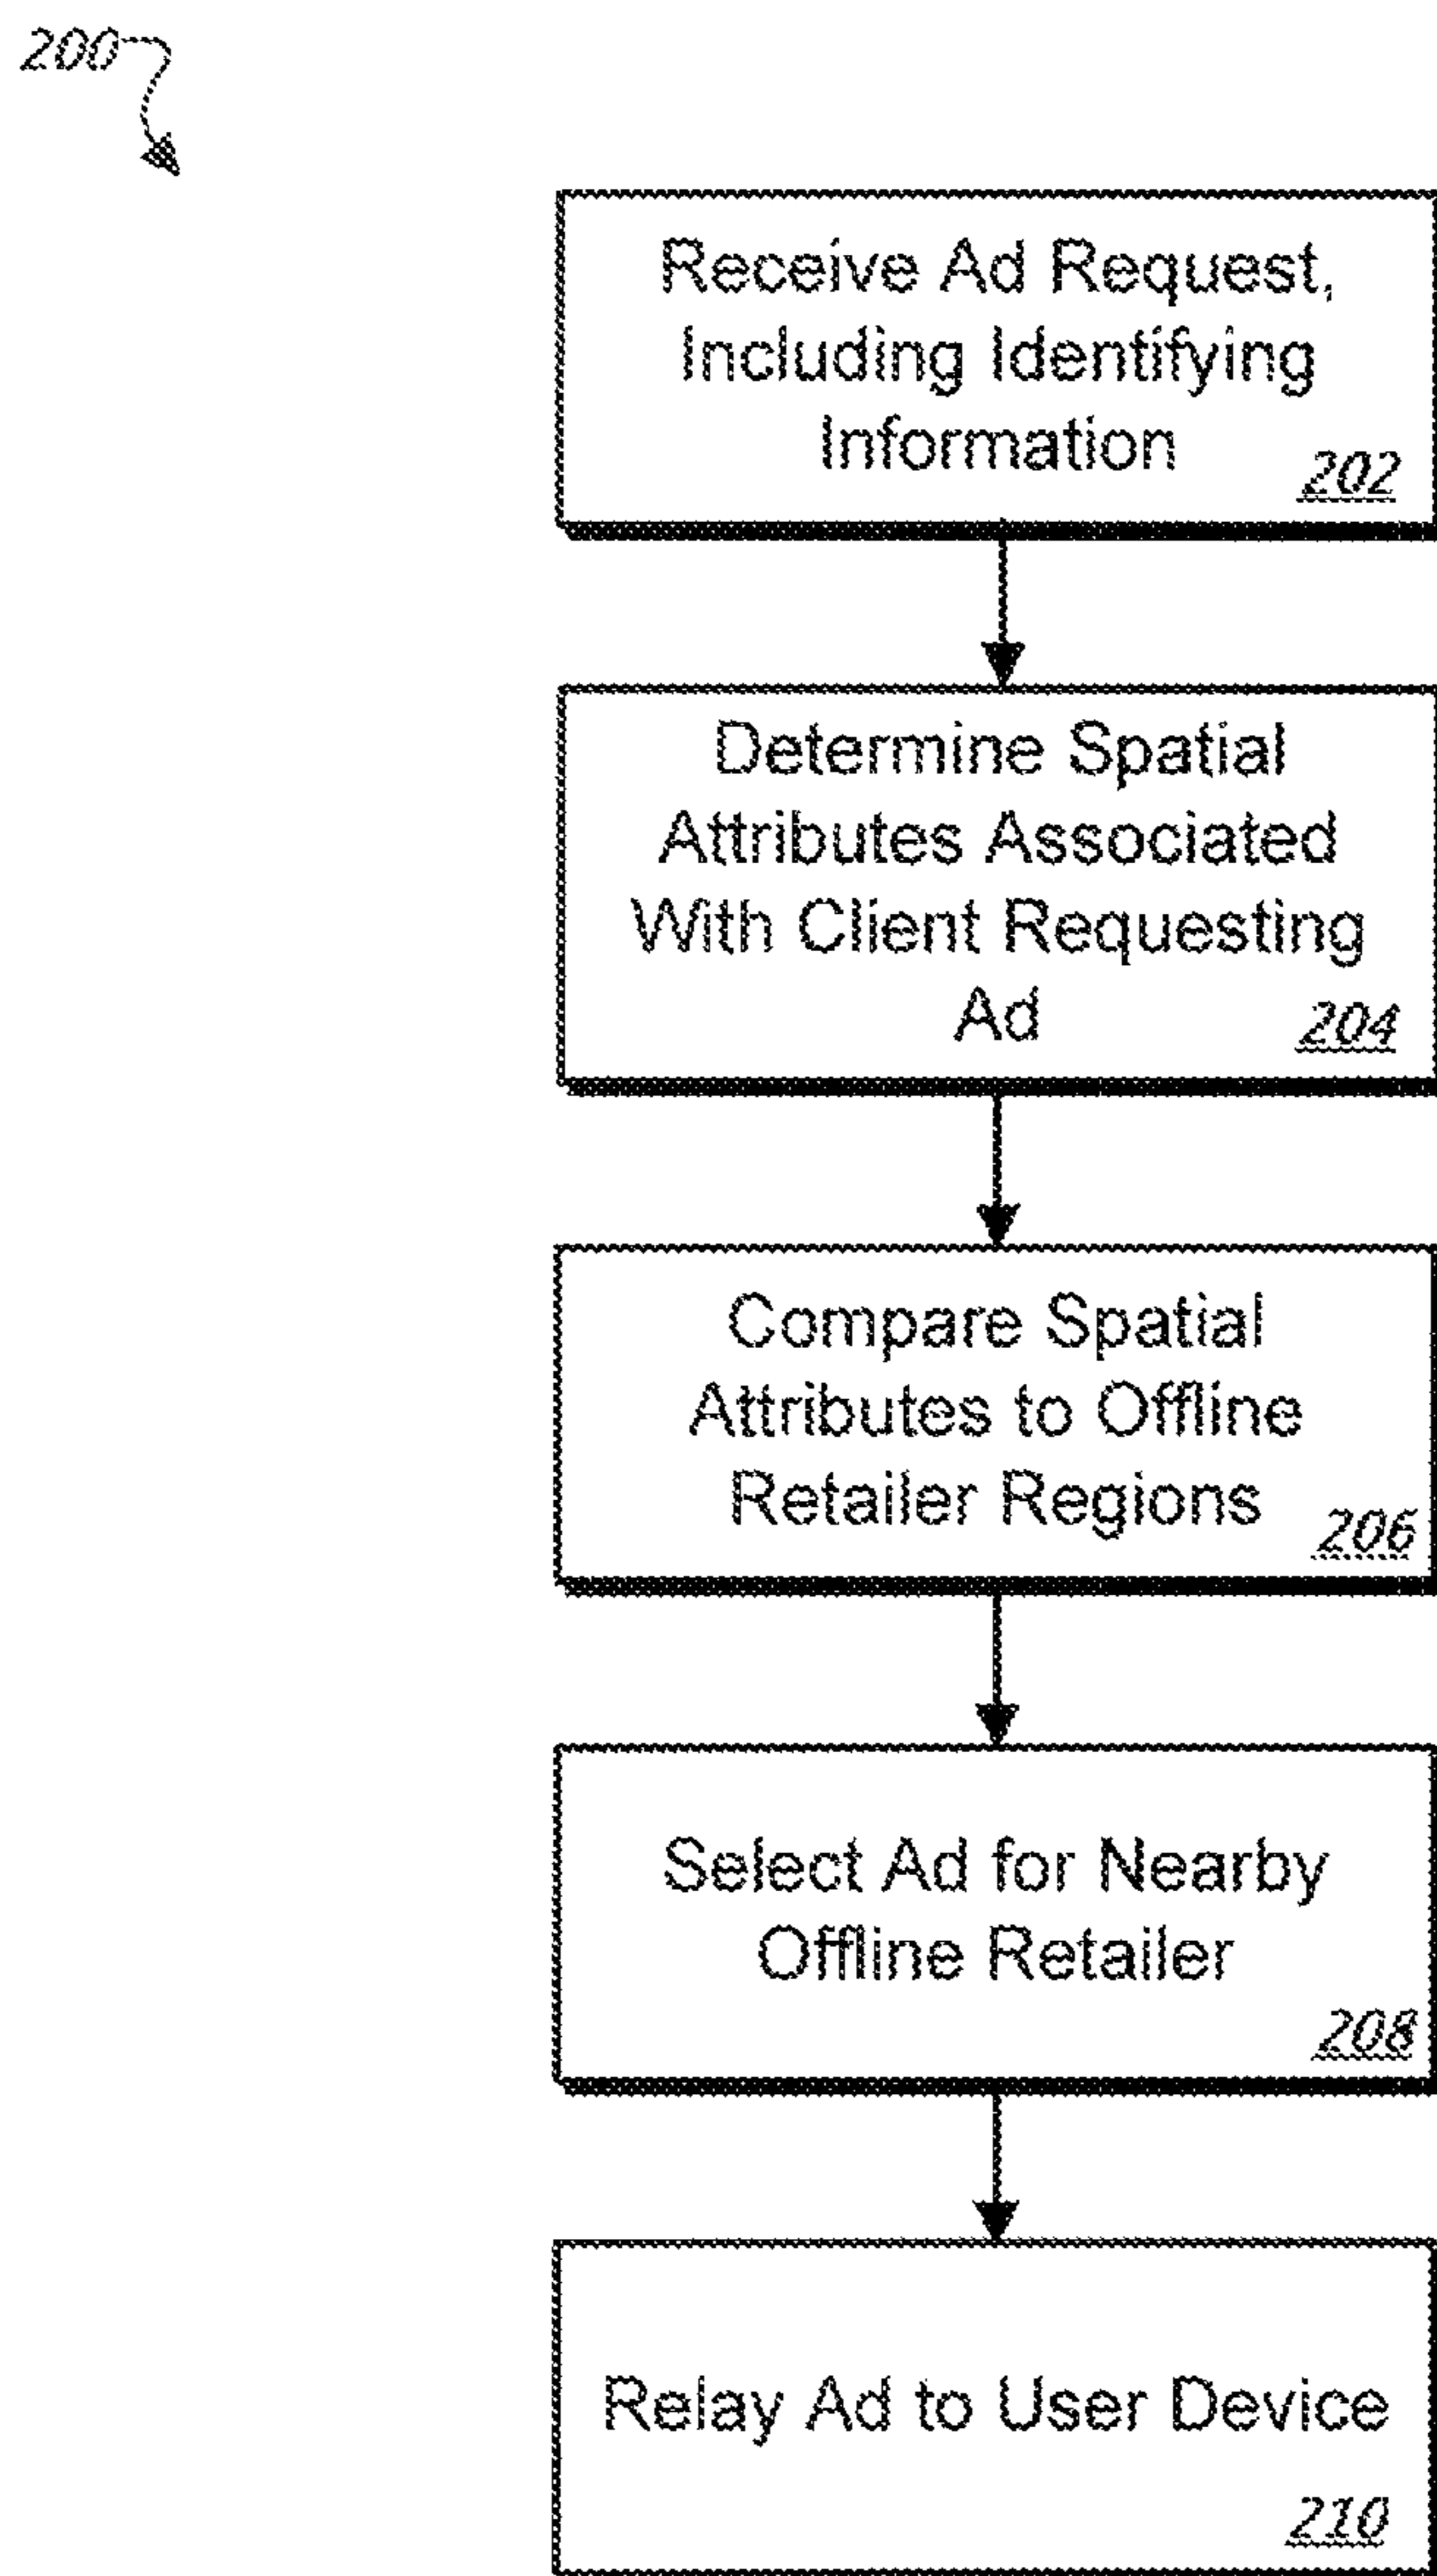 200
Receive Ad Request,
Including Identifying
Information
202
Determine Spatial
Attributes Associated
With Client Requesting
Ad
204
Compare Spatial
Attributes to Offline
Retailer Regions
206
Select Ad for Nearby
Offline Retailer
208
Relay Ad to User Device
210